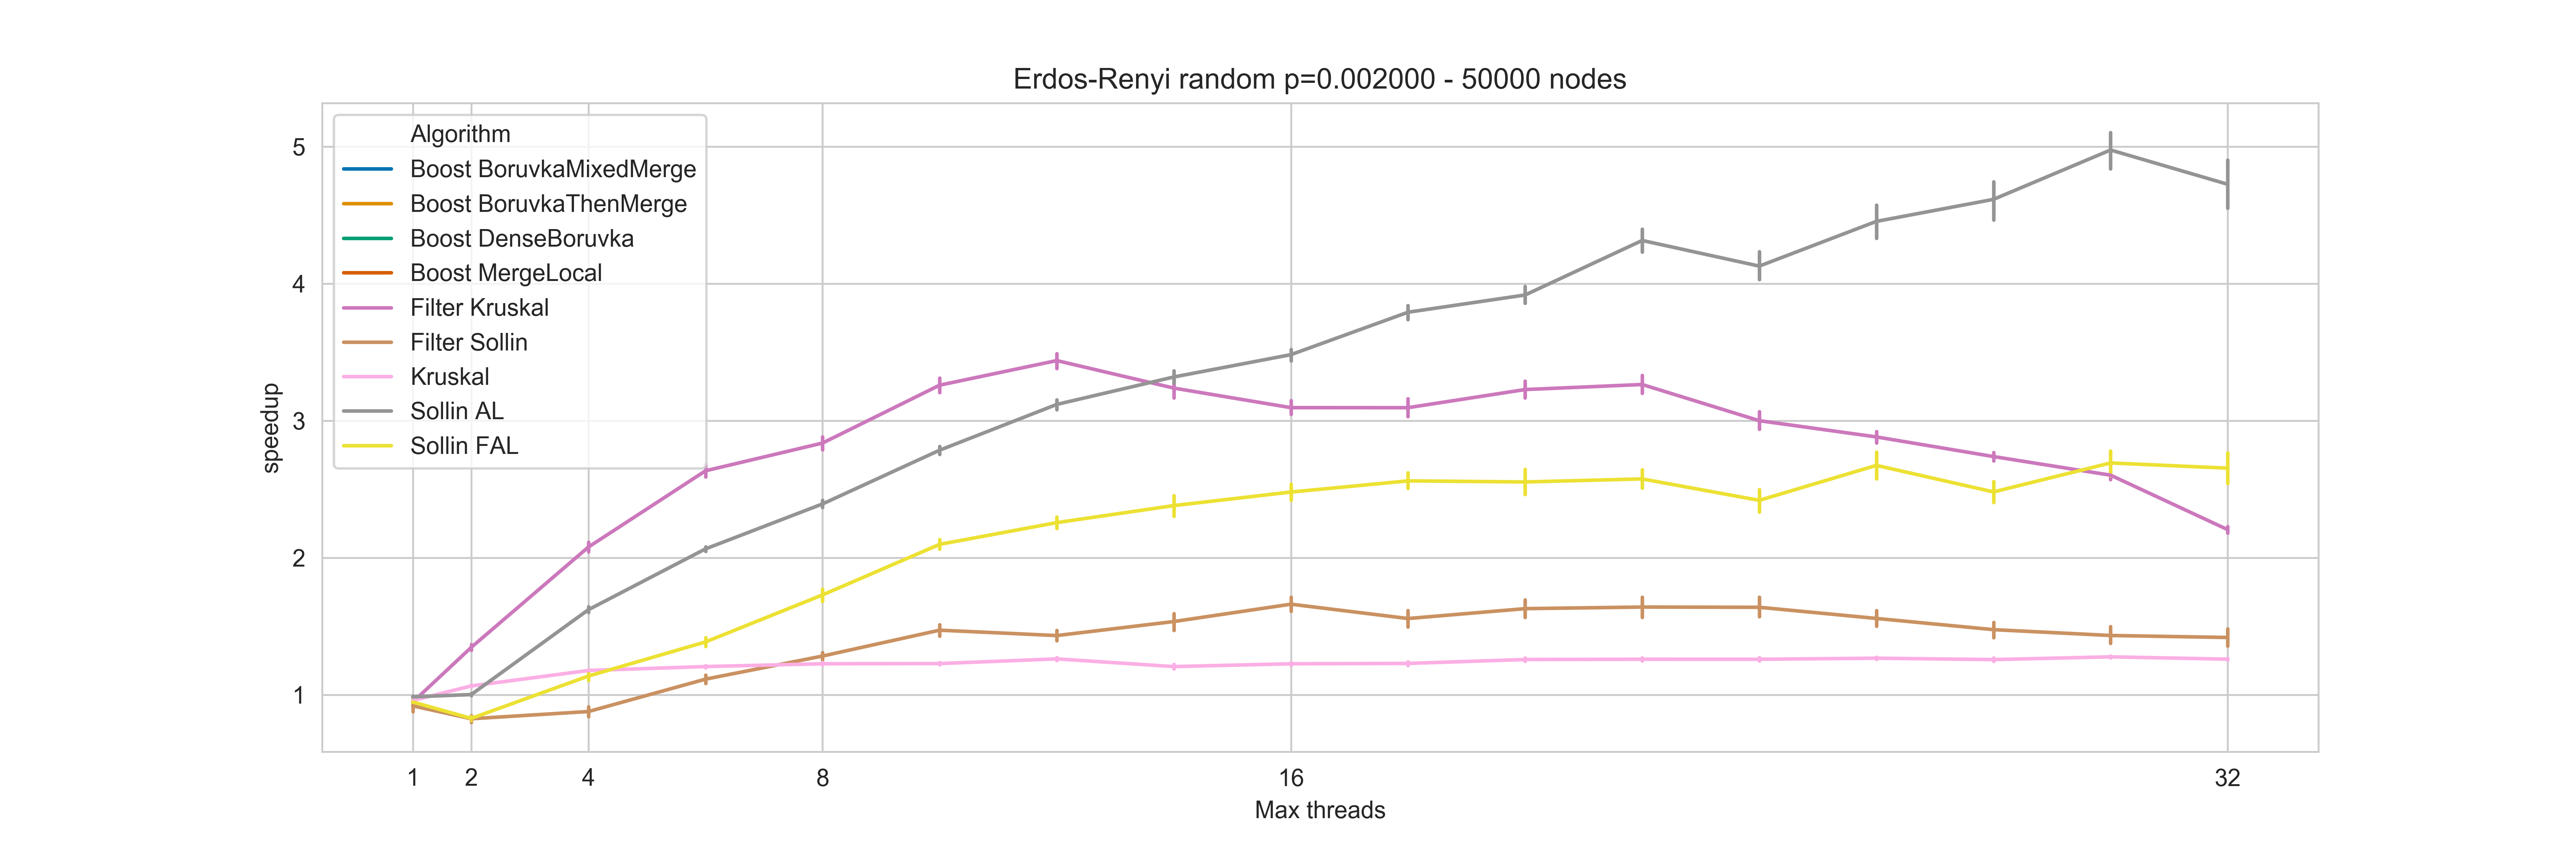 Erdos-Renyi random p=0.002000 - 50000 nodes
Algorithm
Boost BoruvkaMixedMerge
Boost BoruvkaThenMerge
Boost DenseBoruvka
Boost MergeLocal
Filter Kruskal
Filter Sollin
Kruskal
Sollin AL
Sollin FAL
speedup
5
4
3
2
1
1 2 4 8 16 32
Max threads